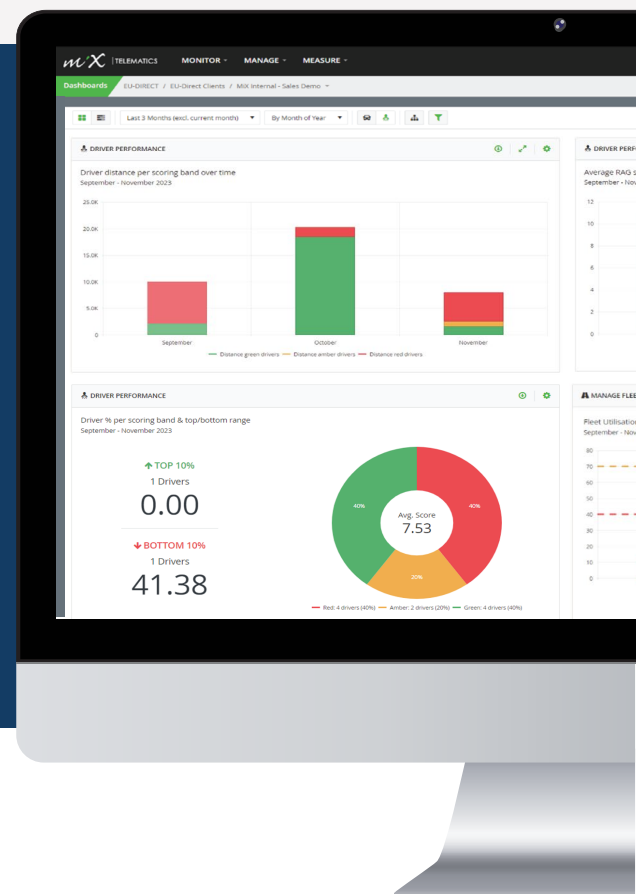 MiX TELEMATICS MONITOR MANAGE MEASURE
Dashboards EU-DIRECT / EU-Direct Clients / MiX Internal - Sales Demo
Last 3 Months (excl. current month) By Month of Year
DRIVER PERFORMANCE
Driver distance per scoring band over time
September - November 2023
25.0K
20.0K
15.0K
10.0K
5.0K
0
September October November
Distance green drivers Distance amber drivers Distance red drivers
DRIVER PERF
Average RAG s
September - Nov
12
10
8
6
4
2
0
DRIVER PERFORMANCE
Driver % per scoring band & top/bottom range
September - November 2023
TOP 10%
1 Drivers
0.00
BOTTOM 10%
1 Drivers
41.38
40%
40%
Avg. Score
7.53
20%
Red: 4 drivers (40%) Amber: 2 drivers (20%) Green: 4 drivers (40%)
MANAGE FLEE
Fleet Utilisation
September - Nov
80
70
60
50
40
30
20
10
0